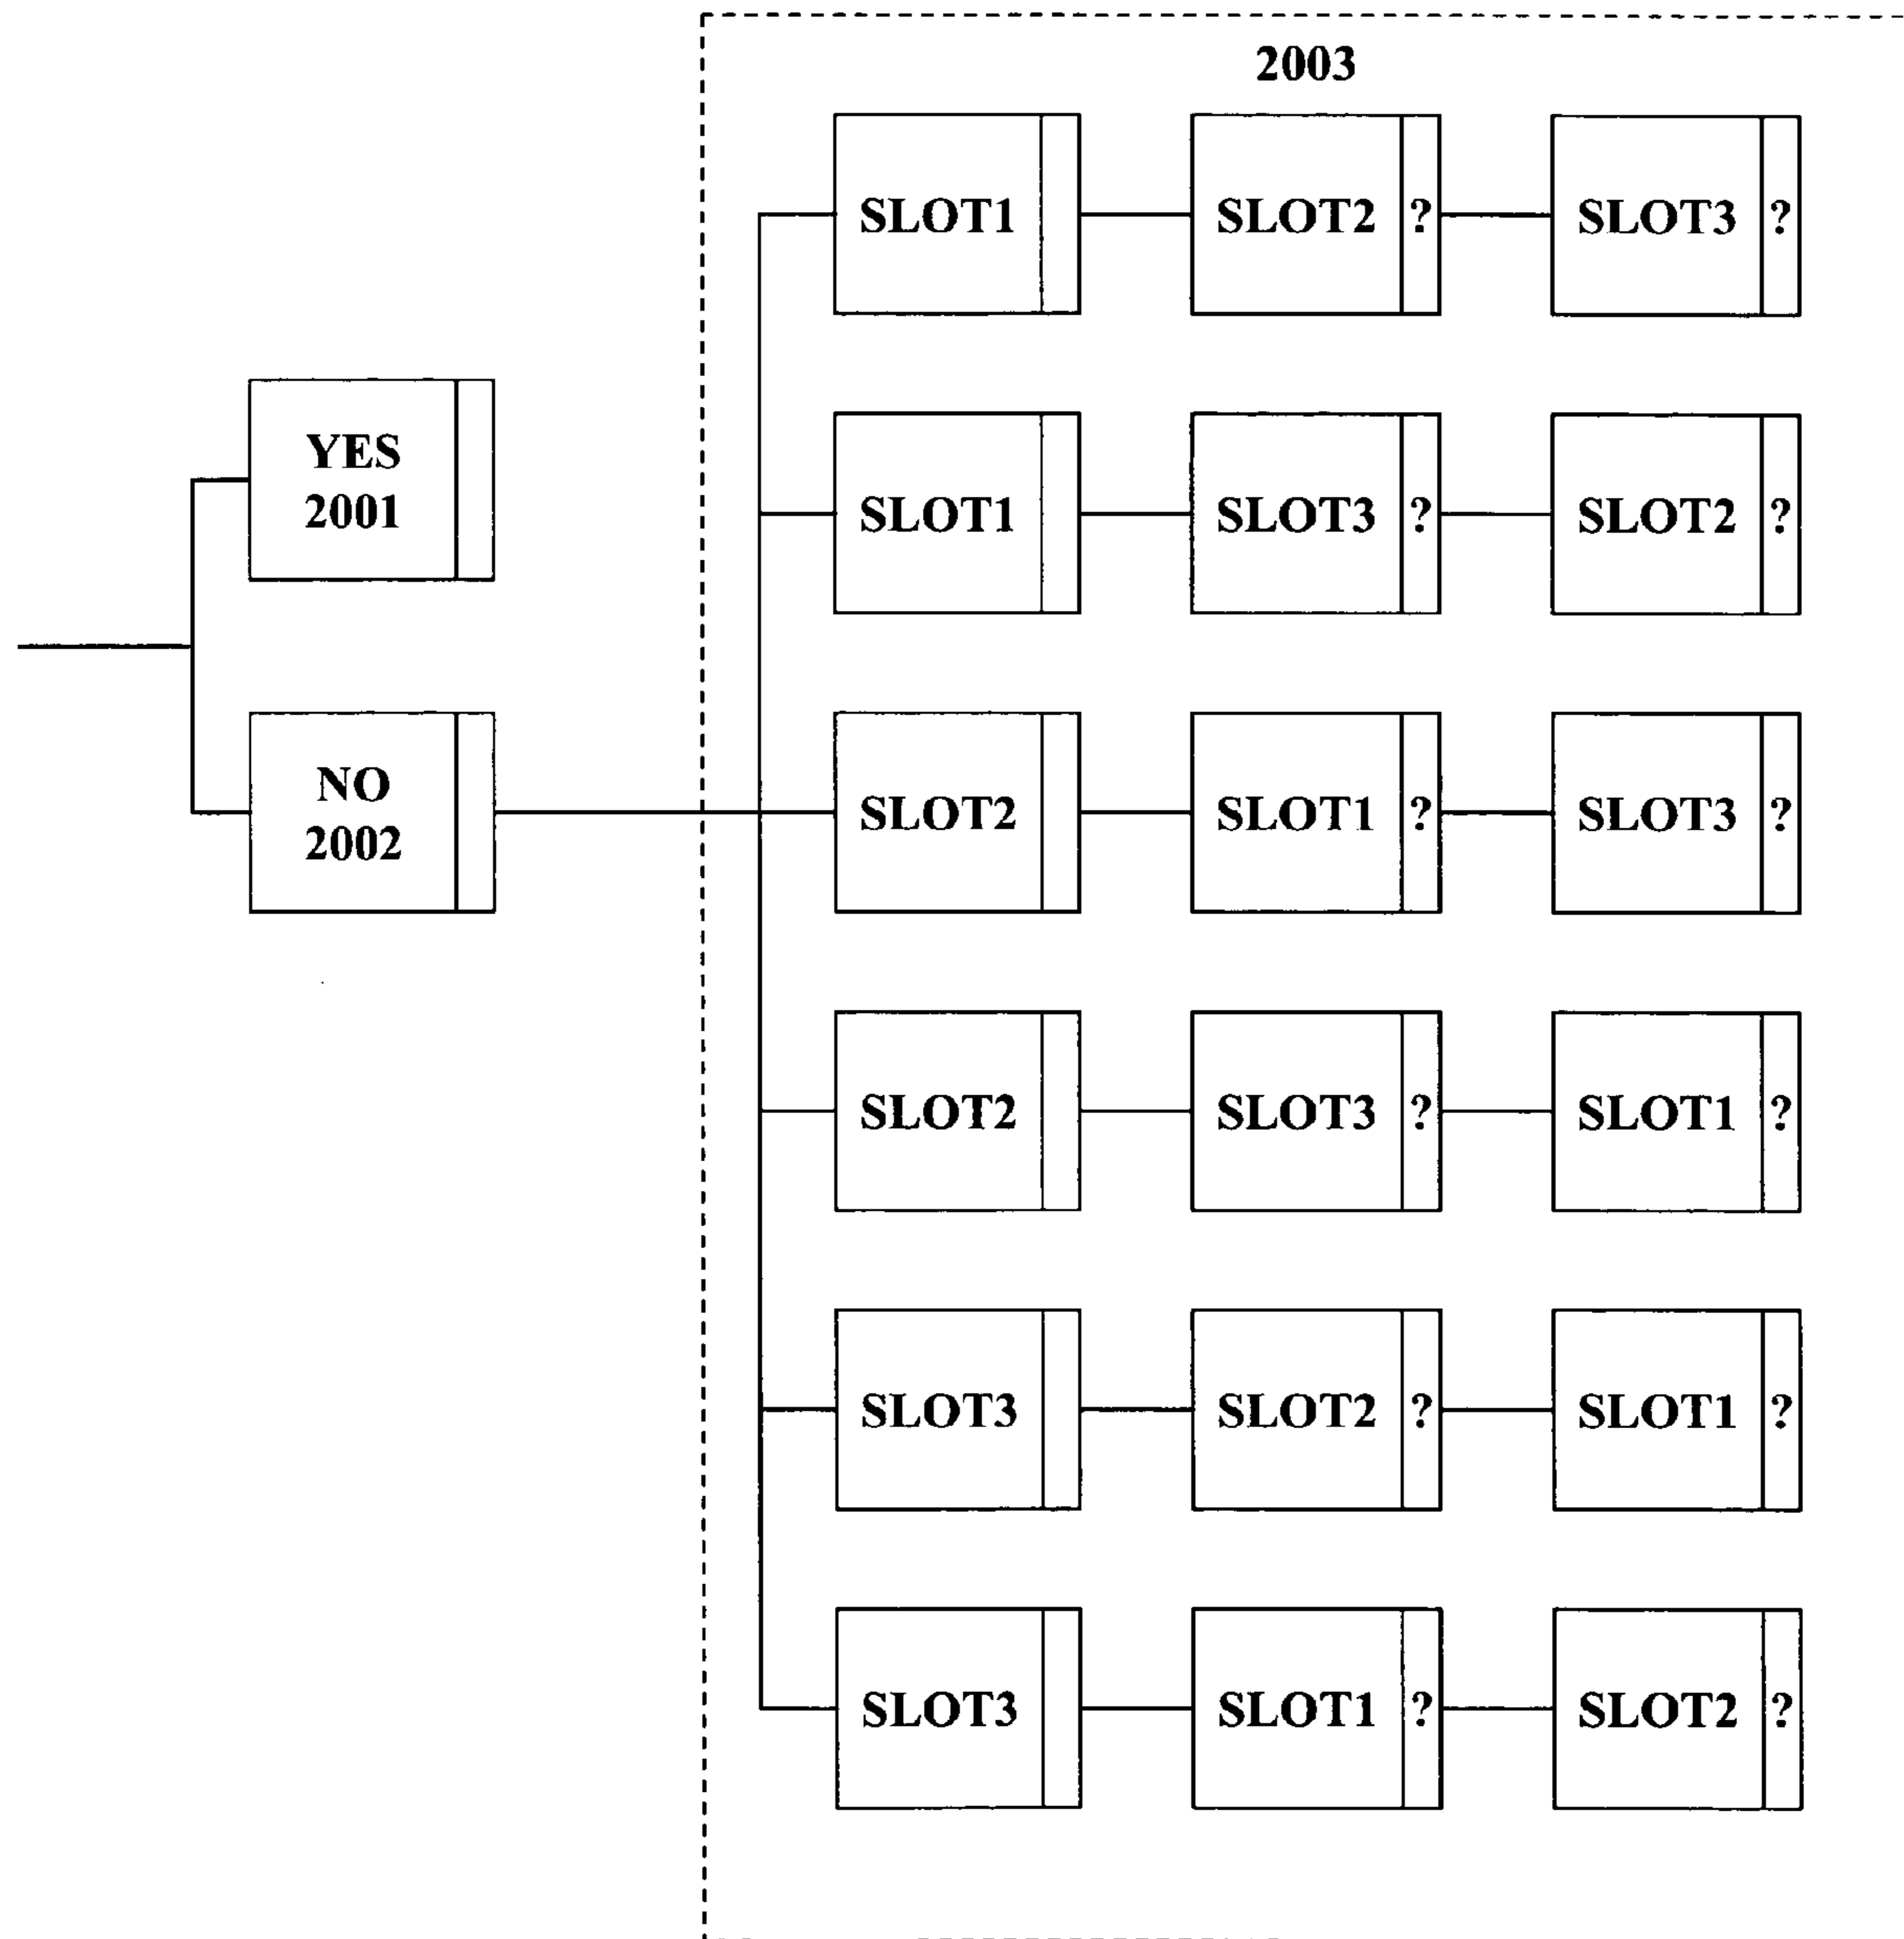 2003
SLOT1 SLOT2 ? SLOT3 ?
YES
2001
SLOT1 SLOT3 ? SLOT2 ?
NO
2002
SLOT2 SLOT1 ? SLOT3 ?
SLOT2 SLOT3 ? SLOT1 ?
SLOT3 SLOT2 ? SLOT1 ?
SLOT3 SLOT1 ? SLOT2 ?